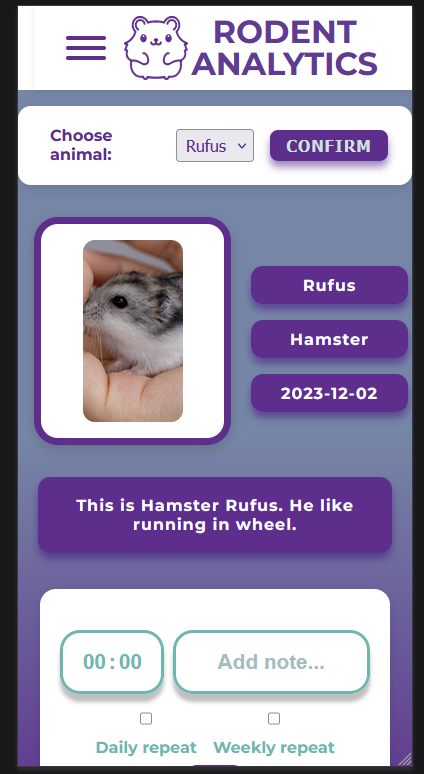 RODENT
ANALYTICS
Choose
animal:
Rufus
CONFIRM
Rufus
Hamster
2023-12-02
This is Hamster Rufus. He like
running in wheel.
00:00
Add note...
Daily repeat
Weekly repeat